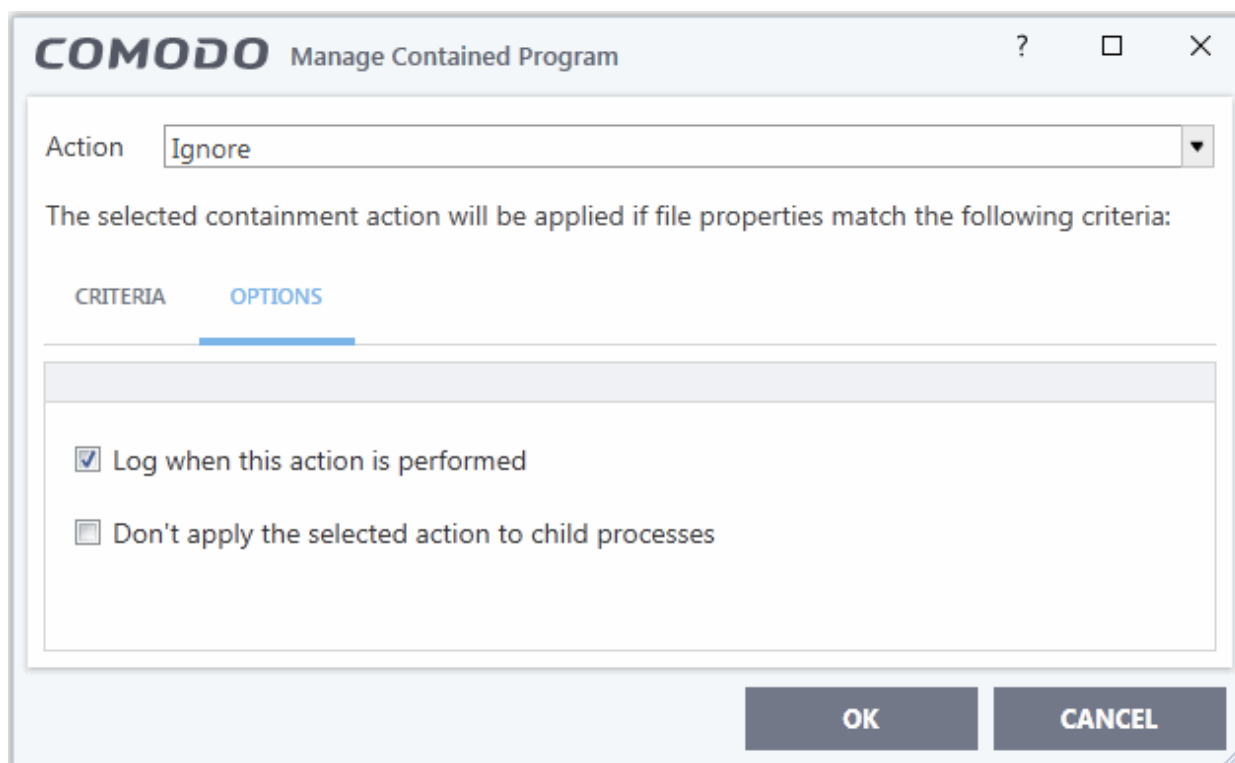 COMODO Manage Contained Program ?
Action Ignore
The selected containment action will be applied if file properties match the following criteria:
CRITERIA OPTIONS
Log when this action is performed
Don't apply the selected action to child processes
OK CANCEL